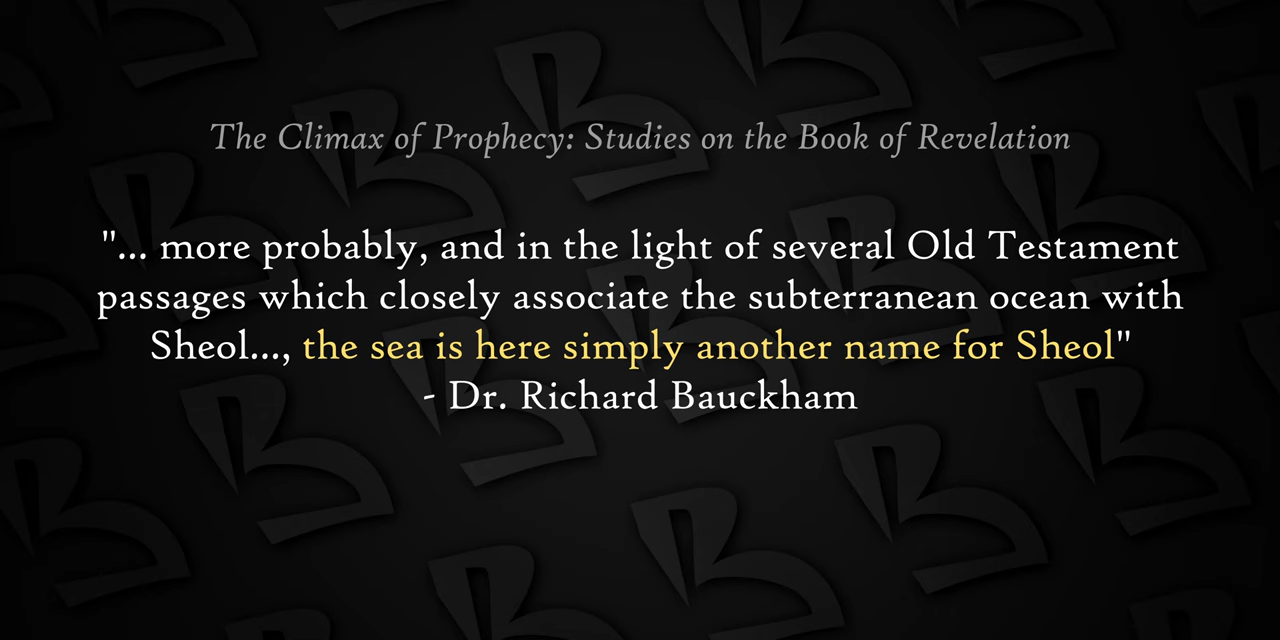 The Climax of Prophecy: Studies on the Book of Revelation
"... more probably, and in the light of several Old Testament
passages which closely associate the subterranean ocean with
Sheol..., the sea is here simply another name for Sheol"
- Dr. Richard Bauckham